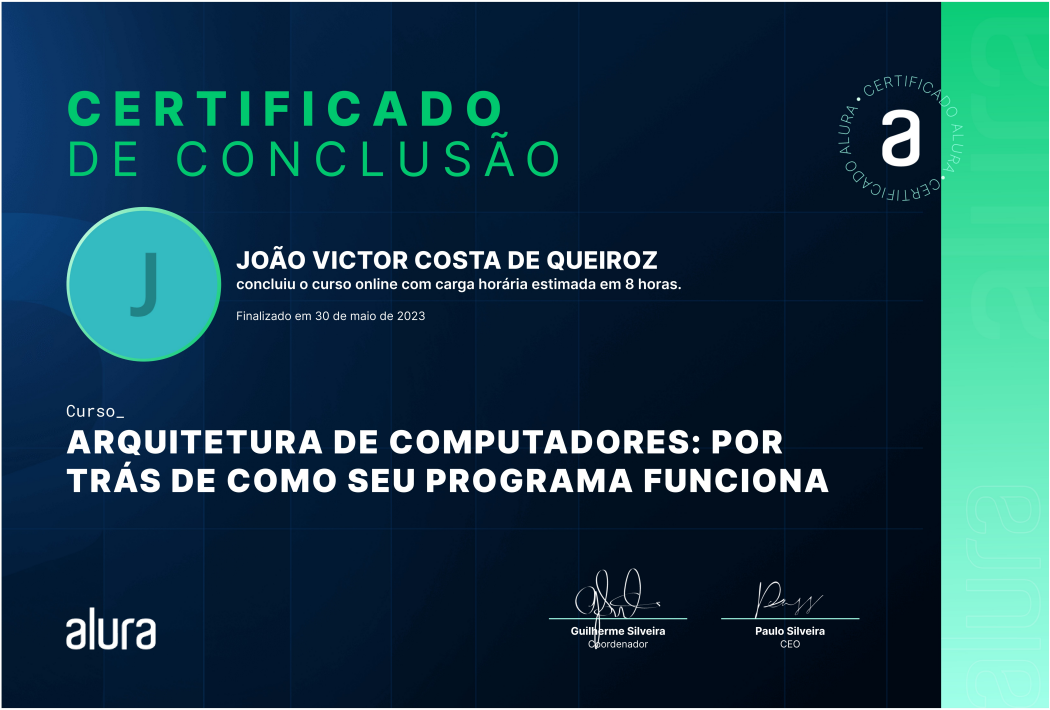 CERTIFICADO
DE CONCLUSÃO
CERTIFICADO ALURA • CERTIFICADO ALURA •
a
J
JOÃO VICTOR COSTA DE QUEIROZ
concluiu o curso online com carga horária estimada em 8 horas.
Finalizado em 30 de maio de 2023
Curso_
ARQUITETURA DE COMPUTADORES: POR
TRÁS DE COMO SEU PROGRAMA FUNCIONA
alura
Guilherme Silveira
Coordenador
Paulo Silveira
CEO
alura
alura